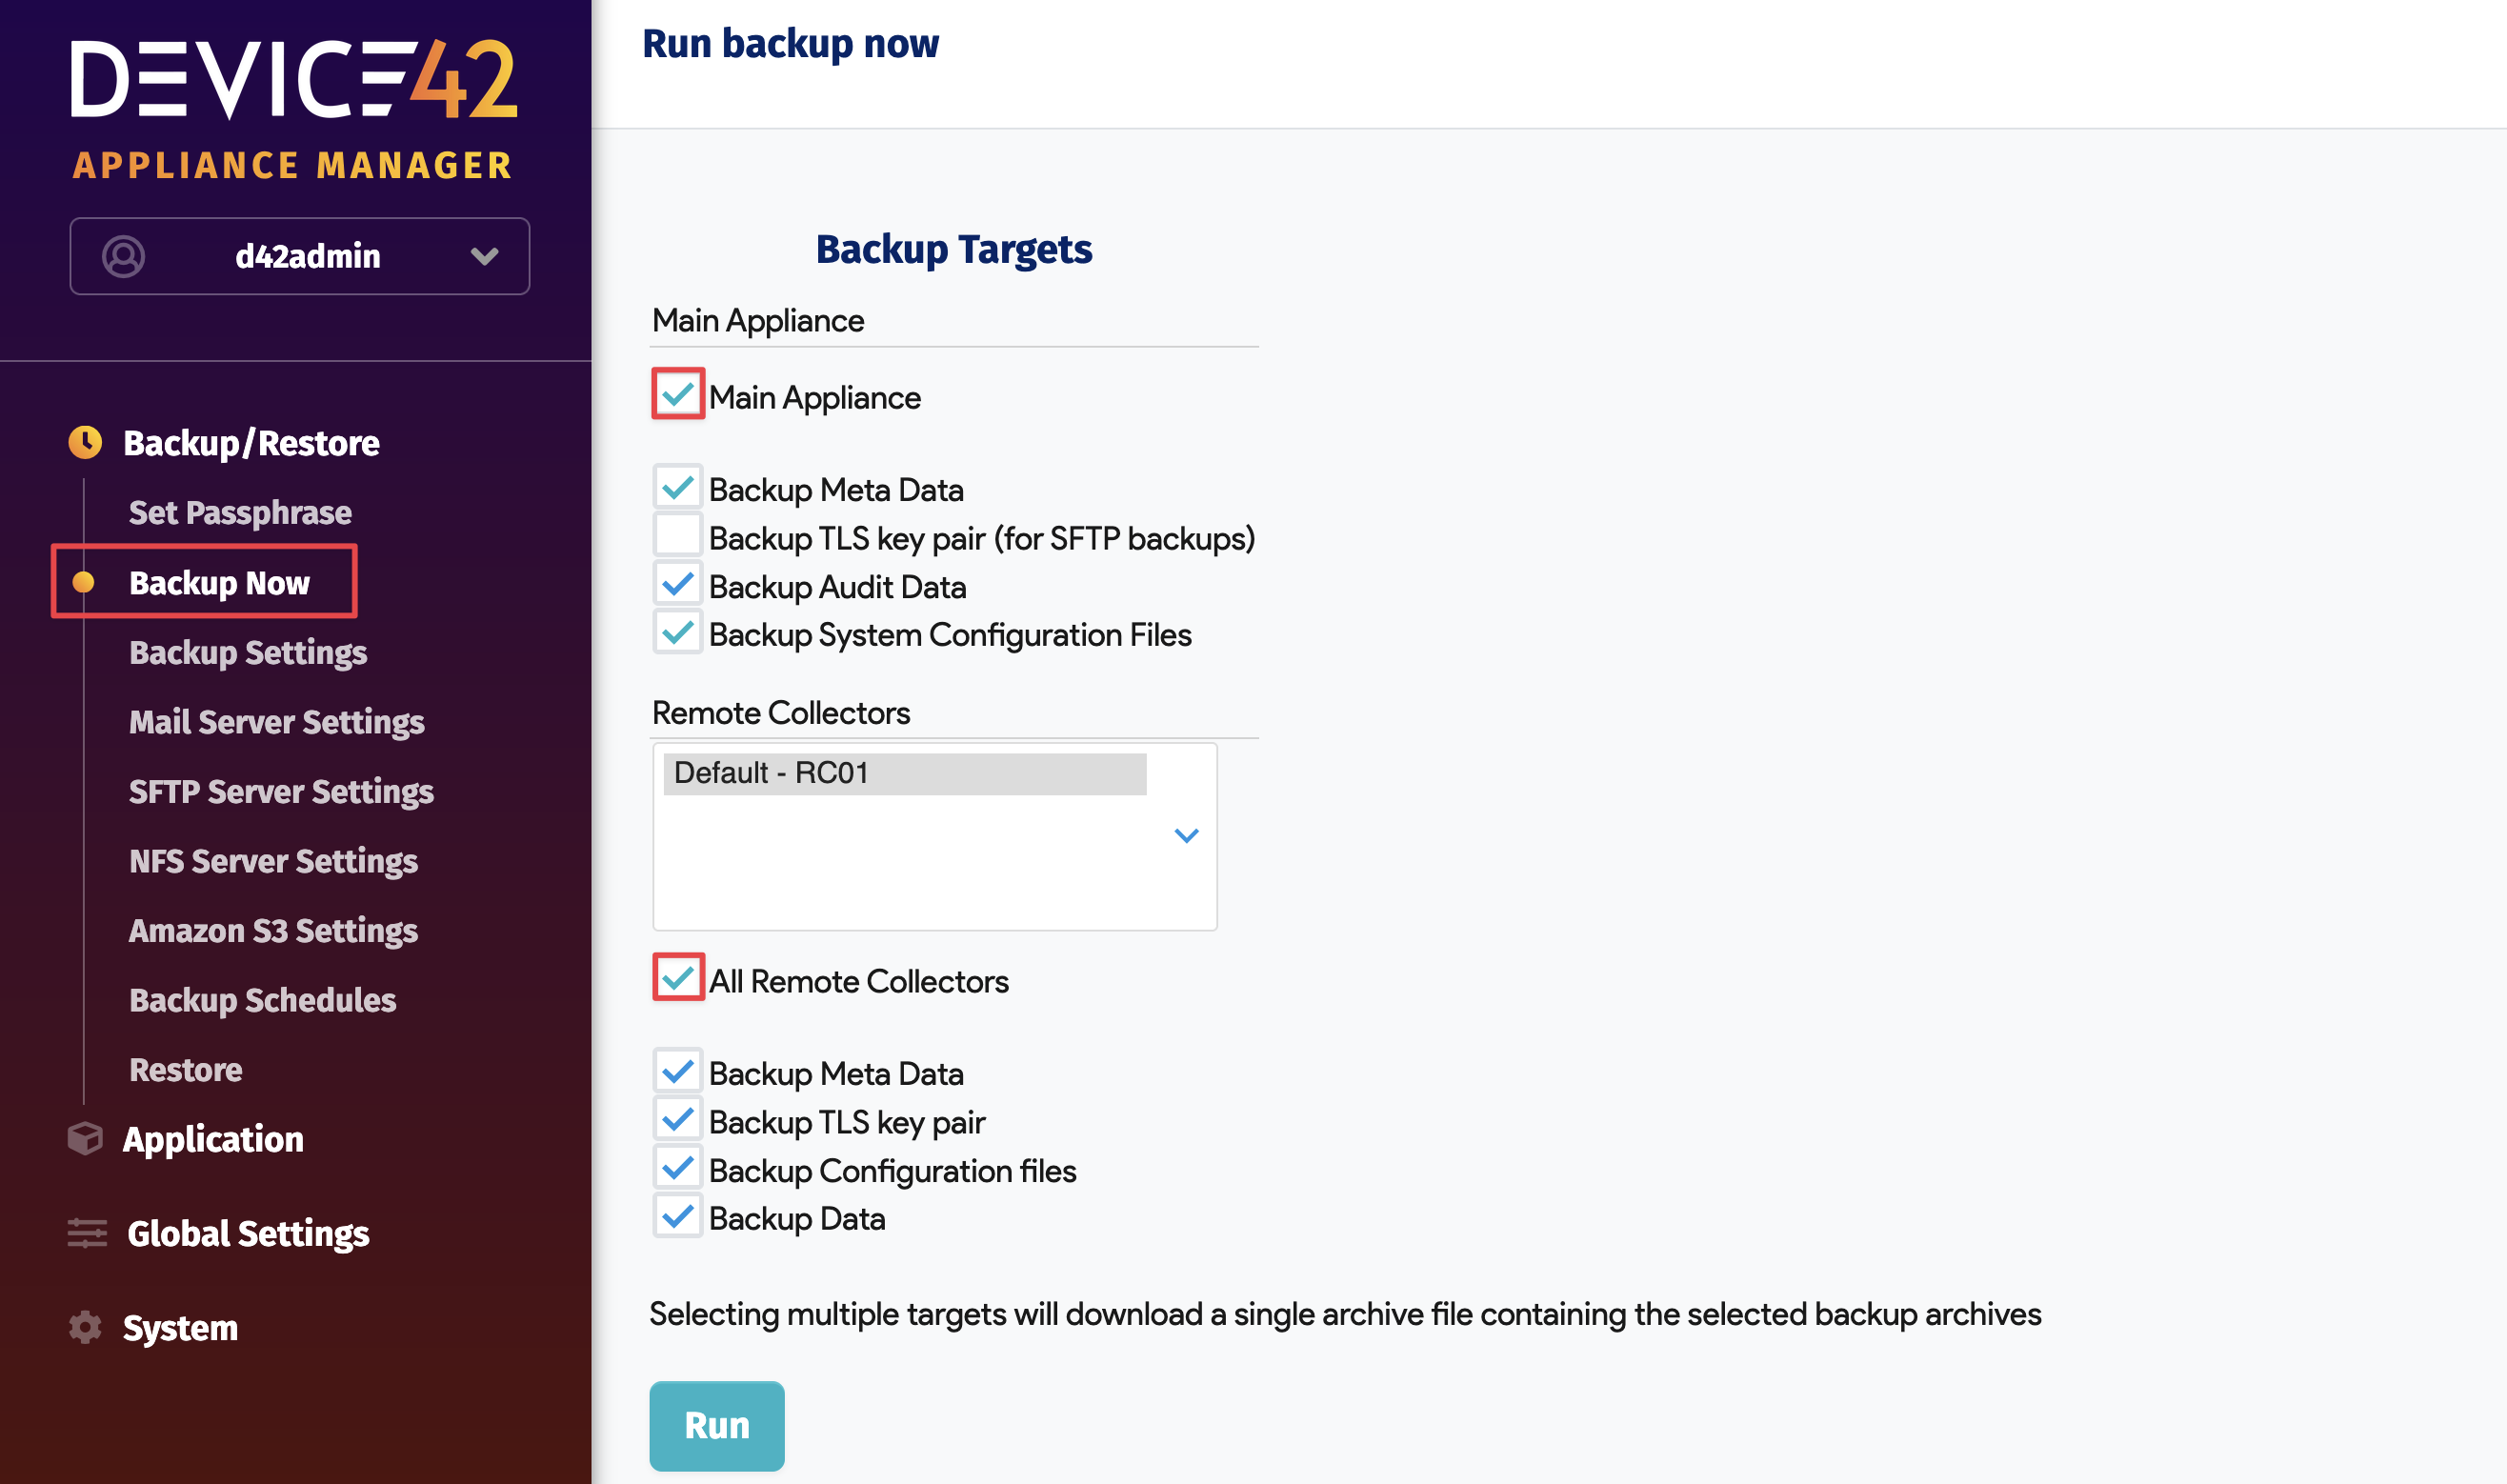 DEVICE42
APPLIANCE MANAGER
d42admin
Backup/Restore
Set Passphrase
Backup Now
Backup Settings
Mail Server Settings
SFTP Server Settings
NFS Server Settings
Amazon S3 Settings
Backup Schedules
Restore
Application
Global Settings
System
Run backup now
Backup Targets
Main Appliance
Main Appliance
Backup Meta Data
Backup TLS key pair (for SFTP backups)
Backup Audit Data
Backup System Configuration Files
Remote Collectors
Default - RC01
All Remote Collectors
Backup Meta Data
Backup TLS key pair
Backup Configuration files
Backup Data
Selecting multiple targets will download a single archive file containing the selected backup archives
Run